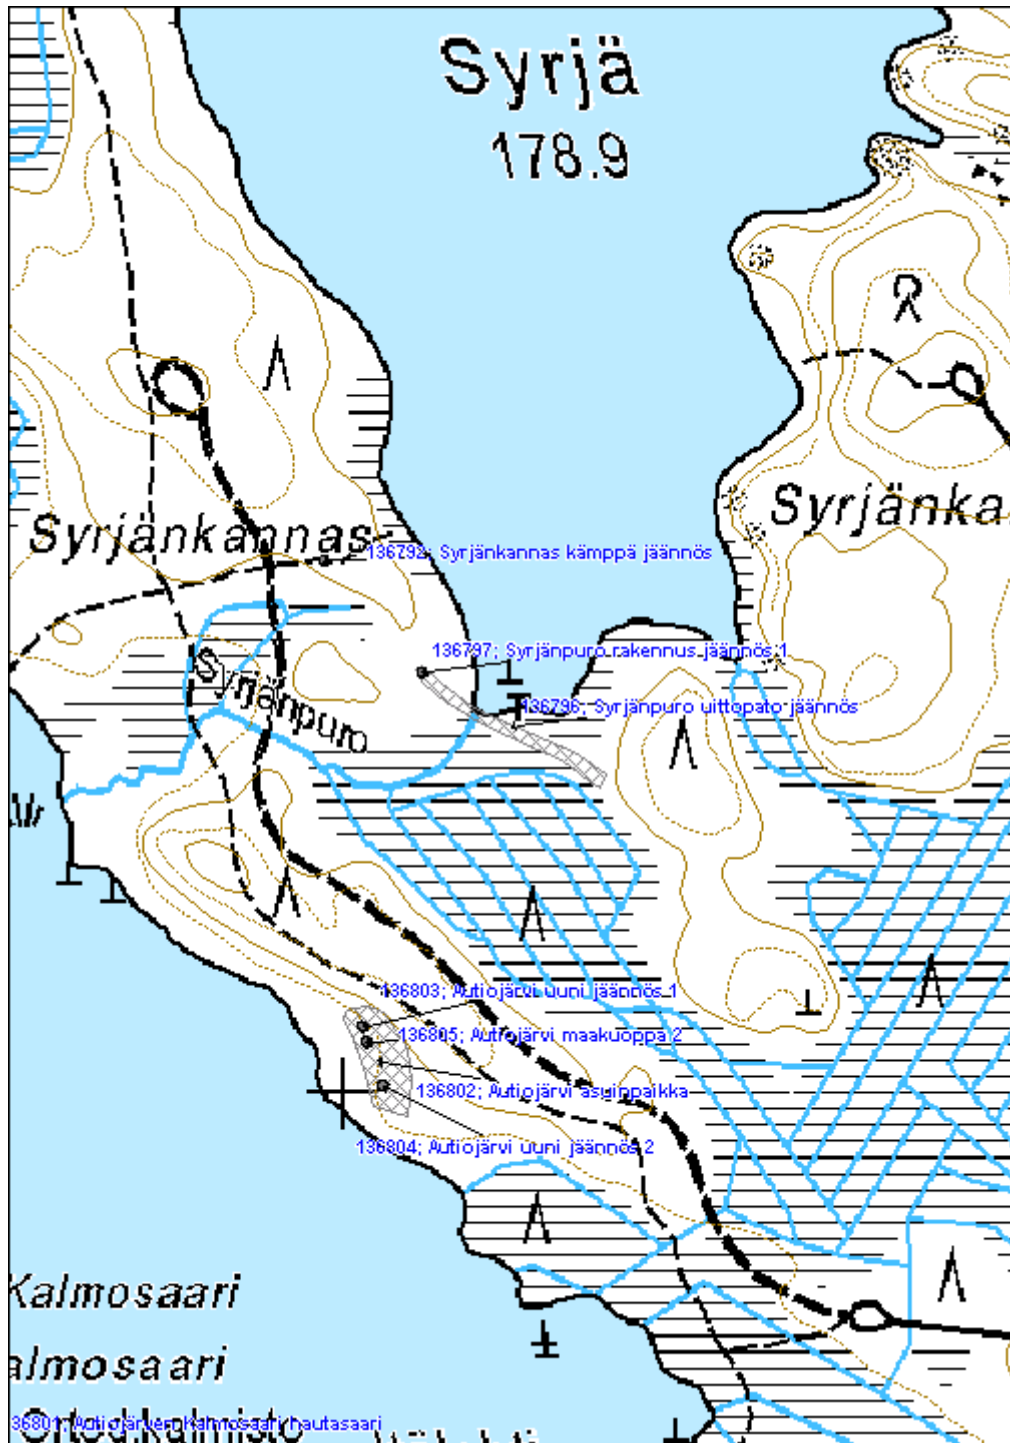 Syrjä
178.9
Syrjänkannas
Syrjänka
136792; Syrjänkannas kämppä jäännös
136797; Syrjänpuro rakennus jäännös 1
Syrjänpuro
136796; Syrjänpuro uittopato jäännös
136803; Autiojärvi uuni jäännös 1
136805; Autiojärvi maakuoppa 2
136802; Autiojärvi asuinpaikka
136804; Autiojärvi uuni jäännös 2
Kalmosaari
almosaari
36801; Autiojärven Kalmosaari hautasaari
Ortod.kalmisto